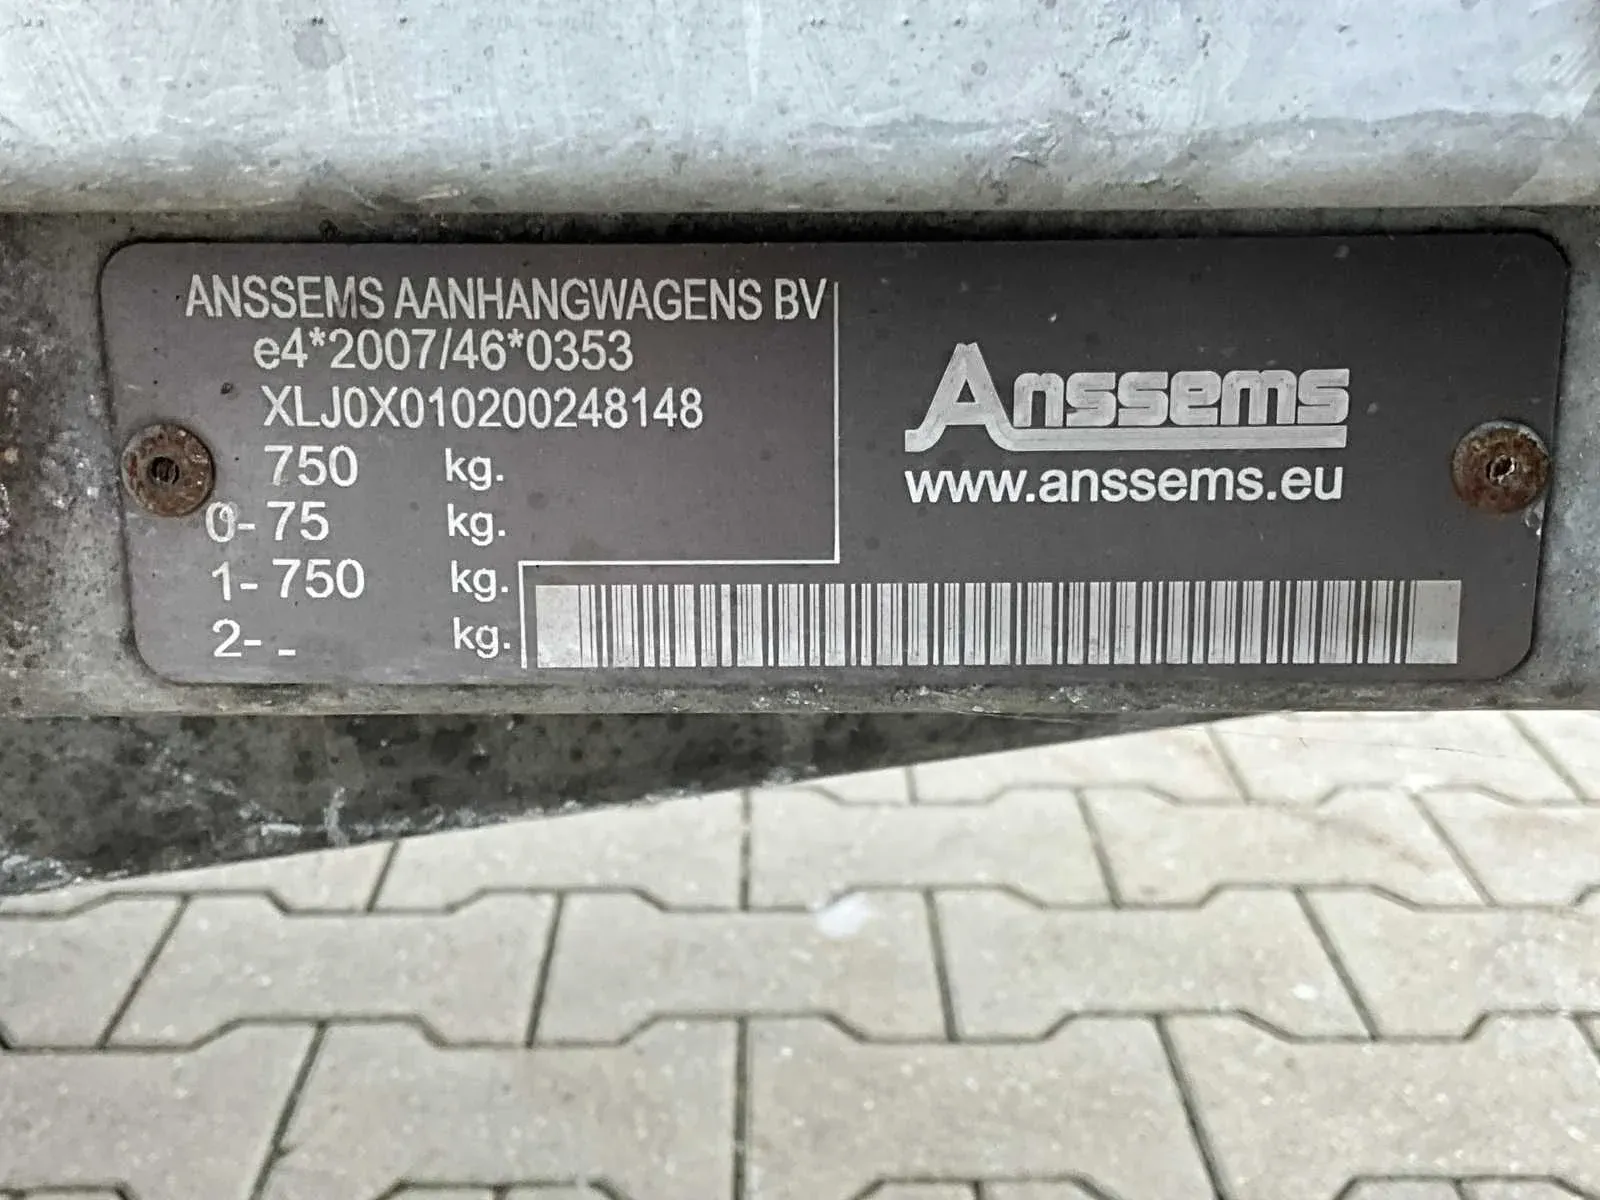 ANSSEMS AANHANGWAGENS BV
e4*2007/46*0353
XLJ0X010200248148
750 kg.
0- 75 kg.
1- 750 kg.
2- - kg.
Anssems
www.anssems.eu